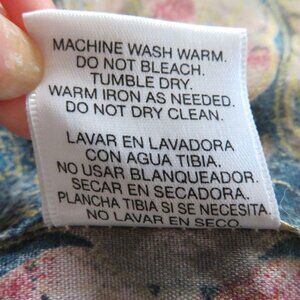 MACHINE WASH WARM.
DO NOT BLEACH.
TUMBLE DRY.
WARM IRON AS NEEDED.
DO NOT DRY CLEAN.
LAVAR EN LAVADORA
CON AGUA TIBIA.
NO USAR BLANQUEADOR.
SECAR EN SECADORA.
PLANCHA TIBIA SI SE NECESITA.
NO LAVAR EN SECO.